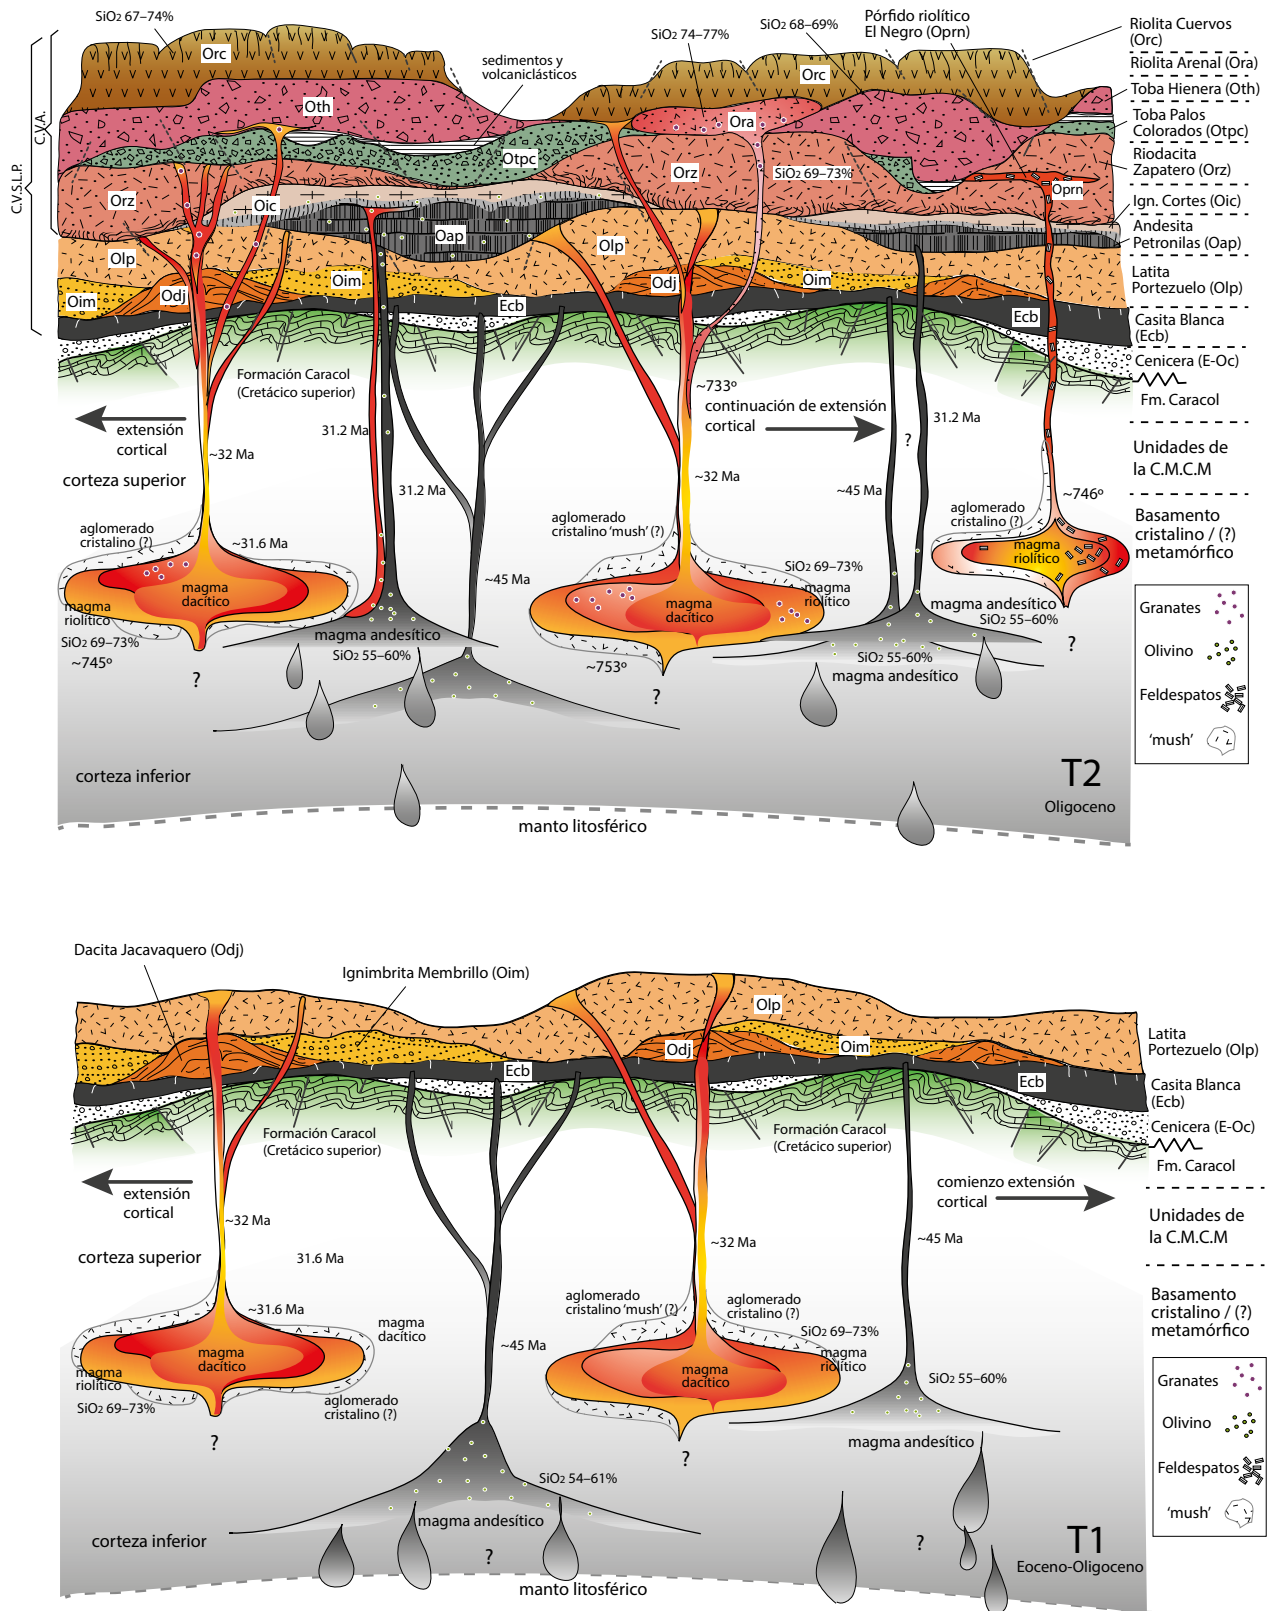 SiO2 67–74%
SiO2 74–77%
SiO2 68–69%
Pórfido riolítico
El Negro (Oprn)
Riolita Cuervos
(Orc)
Riolita Arenal (Ora)
Toba Hienera (Oth)
Toba Palos
Colorados (Otpc)
Riodacita
Zapatero (Orz)
Ign. Cortes (Oic)
Andesita
Petronilas (Oap)
Latita
Portezuelo (Olp)
Casita Blanca
(Ecb)
Cenicera (E-Oc)
Fm. Caracol
Unidades de
la C.M.C.M
Basamento
cristalino / (?)
metamórfico
C.V.A.
C.V.S.L.P.
Orc
sedimentos y
volcaniclásticos
Orc
Oth
Ora
Otpc
Orz
SiO2 69–73%
Oprn
Orz
Oic
Oap
Olp
Olp
Oim
Odj
Oim
Odj
Oim
Ecb
Ecb
Formación Caracol
(Cretácico superior)
~733º
continuación de extensión
cortical
extensión
cortical
31.2 Ma
31.2 Ma
?
~32 Ma
~32 Ma
corteza superior
31.2 Ma
~45 Ma
~746º
aglomerado
cristalino (?)
~31.6 Ma
aglomerado
cristalino ‘mush’ (?)
aglomerado
cristalino (?)
magma
riolítico
SiO2 69–73%
magma
riolítico
~45 Ma
magma
dacítico
magma
dacítico
magma
riolítico
SiO2 69–73%
~745º
magma andesítico
SiO2 55–60%
magma andesítico
SiO2 55–60%
SiO2 55-60%
magma andesítico
~753º
?
?
?
Granates
Olivino
Feldespatos
‘mush’
corteza inferior
T2
Oligoceno
manto litosférico
Dacita Jacavaquero (Odj)
Ignimbrita Membrillo (Oim)
Olp
Odj
Oim
Ecb
Ecb
Latita
Portezuelo (Olp)
Casita Blanca
(Ecb)
Cenicera (E-Oc)
Fm. Caracol
Unidades de
la C.M.C.M
Basamento
cristalino / (?)
metamórfico
Formación Caracol
(Cretácico superior)
Formación Caracol
(Cretácico superior)
extensión
cortical
comienzo extensión
cortical
~32 Ma
~32 Ma
~45 Ma
corteza superior
31.6 Ma
~31.6 Ma
magma
dacítico
aglomerado
cristalino ‘mush’ (?)
aglomerado
cristalino (?)
SiO2 69–73%
magma
riolítico
~45 Ma
magma
dacítico
magma
riolítico
SiO2 69–73%
magma
dacítico
aglomerado
cristalino (?)
SiO2 55–60%
magma andesítico
?
?
SiO2 54–61%
magma andesítico
?
?
Granates
Olivino
Feldespatos
‘mush’
corteza inferior
T1
Eoceno-Oligoceno
manto litosférico